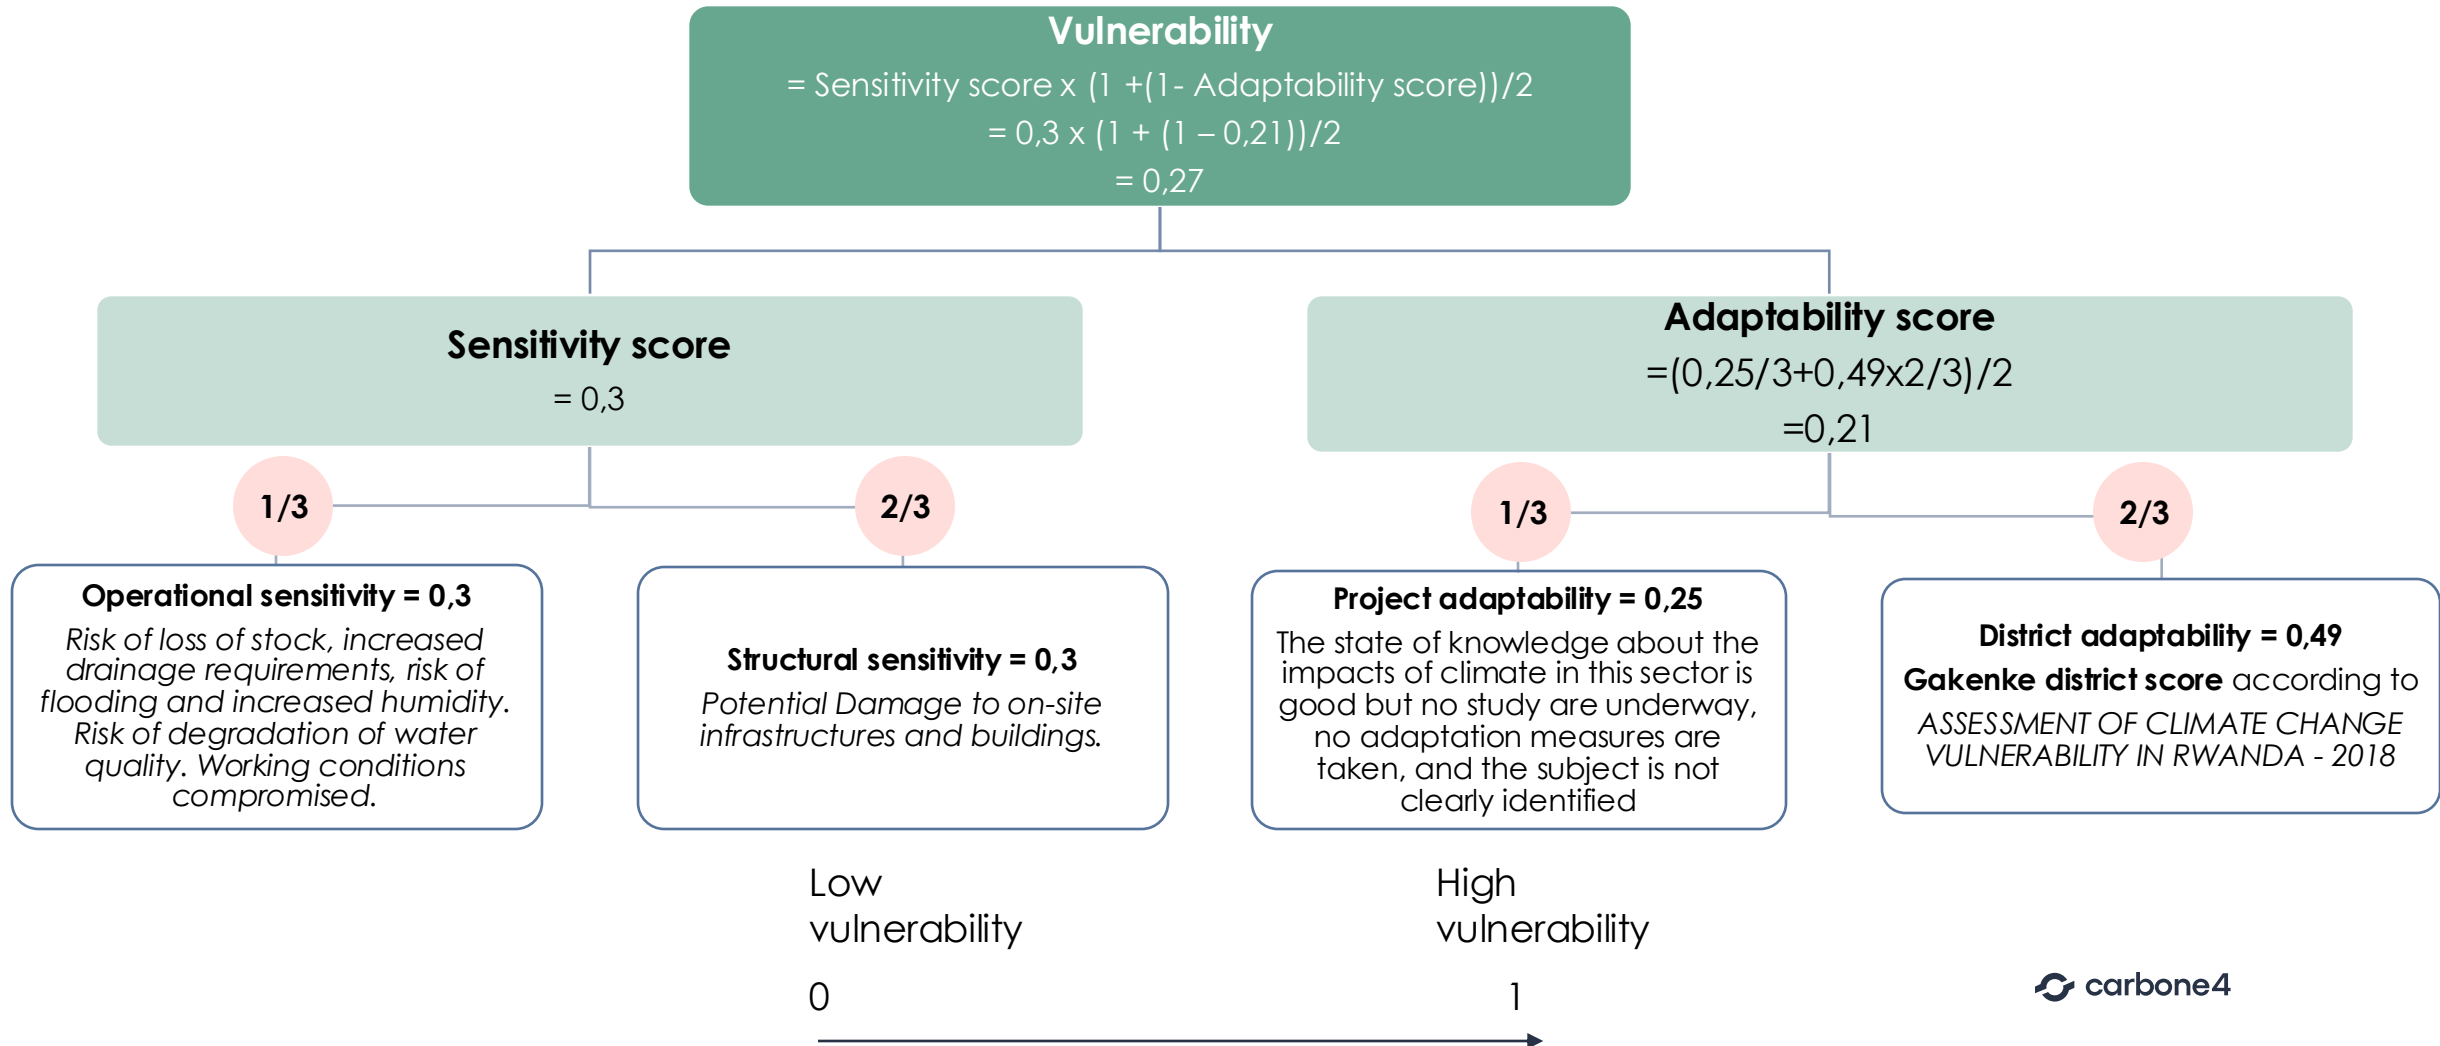 Vulnerability
= Sensitivity score x (1 +(1- Adaptability score))/2
= 0,3 x (1 + (1 – 0,21))/2
= 0,27
Sensitivity score
= 0,3
Adaptability score
=(0,25/3+0,49x2/3)/2
=0,21
1/3
2/3
1/3
2/3
Operational sensitivity = 0,3
Risk of loss of stock, increased
drainage requirements, risk of
flooding and increased humidity.
Risk of degradation of water
quality. Working conditions
compromised.
Structural sensitivity = 0,3
Potential Damage to on-site
infrastructures and buildings.
Project adaptability = 0,25
The state of knowledge about the
impacts of climate in this sector is
good but no study are underway,
no adaptation measures are
taken, and the subject is not
clearly identified
District adaptability = 0,49
Gakenke district score according to
ASSESSMENT OF CLIMATE CHANGE
VULNERABILITY IN RWANDA - 2018
Low
vulnerability
High
vulnerability
0
1
carbone4